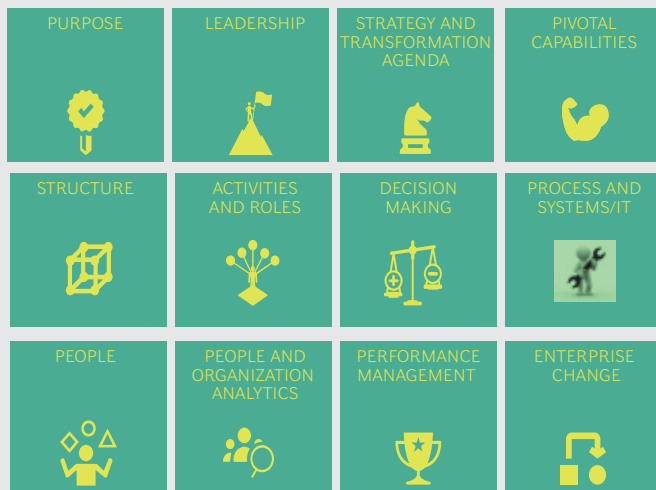 PURPOSE
LEADERSHIP
STRATEGY AND
TRANSFORMATION
AGENDA
PIVOTAL
CAPABILITIES
STRUCTURE
ACTIVITIES
AND ROLES
DECISION
MAKING
PROCESS AND
SYSTEMS/IT
PEOPLE
PEOPLE AND
ORGANIZATION
ANALYTICS
PERFORMANCE
MANAGEMENT
ENTERPRISE
CHANGE